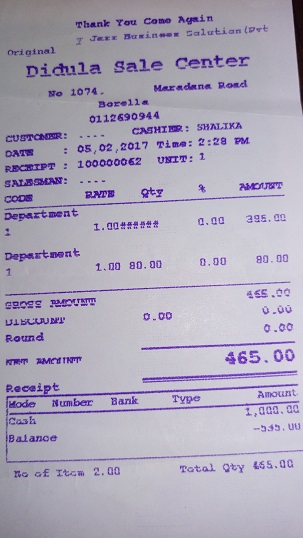 Thank You Come Again
y Jazz Business Salution(Pvt
Original
Didula Sale Center
No 1074. Maradana Road
Borella
0112690944
CUSTOMER: ---- CASHIER: SHALIKA
DATE : 05,02,2017 Time: 2:28 PM
RECEIPT : 100000062 UNIT: 1
SALESMAN: ----
CODE RATE Qty % AMOUNT
Department
1 1.00###### 0.00 385.00
Department
1 1.00 80.00 0.00 80.00
GROSS AMOUNT 465.00
DISCOUNT 0.00 0.00
Round 0.00
NET AMOUNT 465.00
Receipt
Mode Number Bank Type Amount
Cash 1,000.00
Balance -535.00
No of Item 2.00 Total Qty 465.00